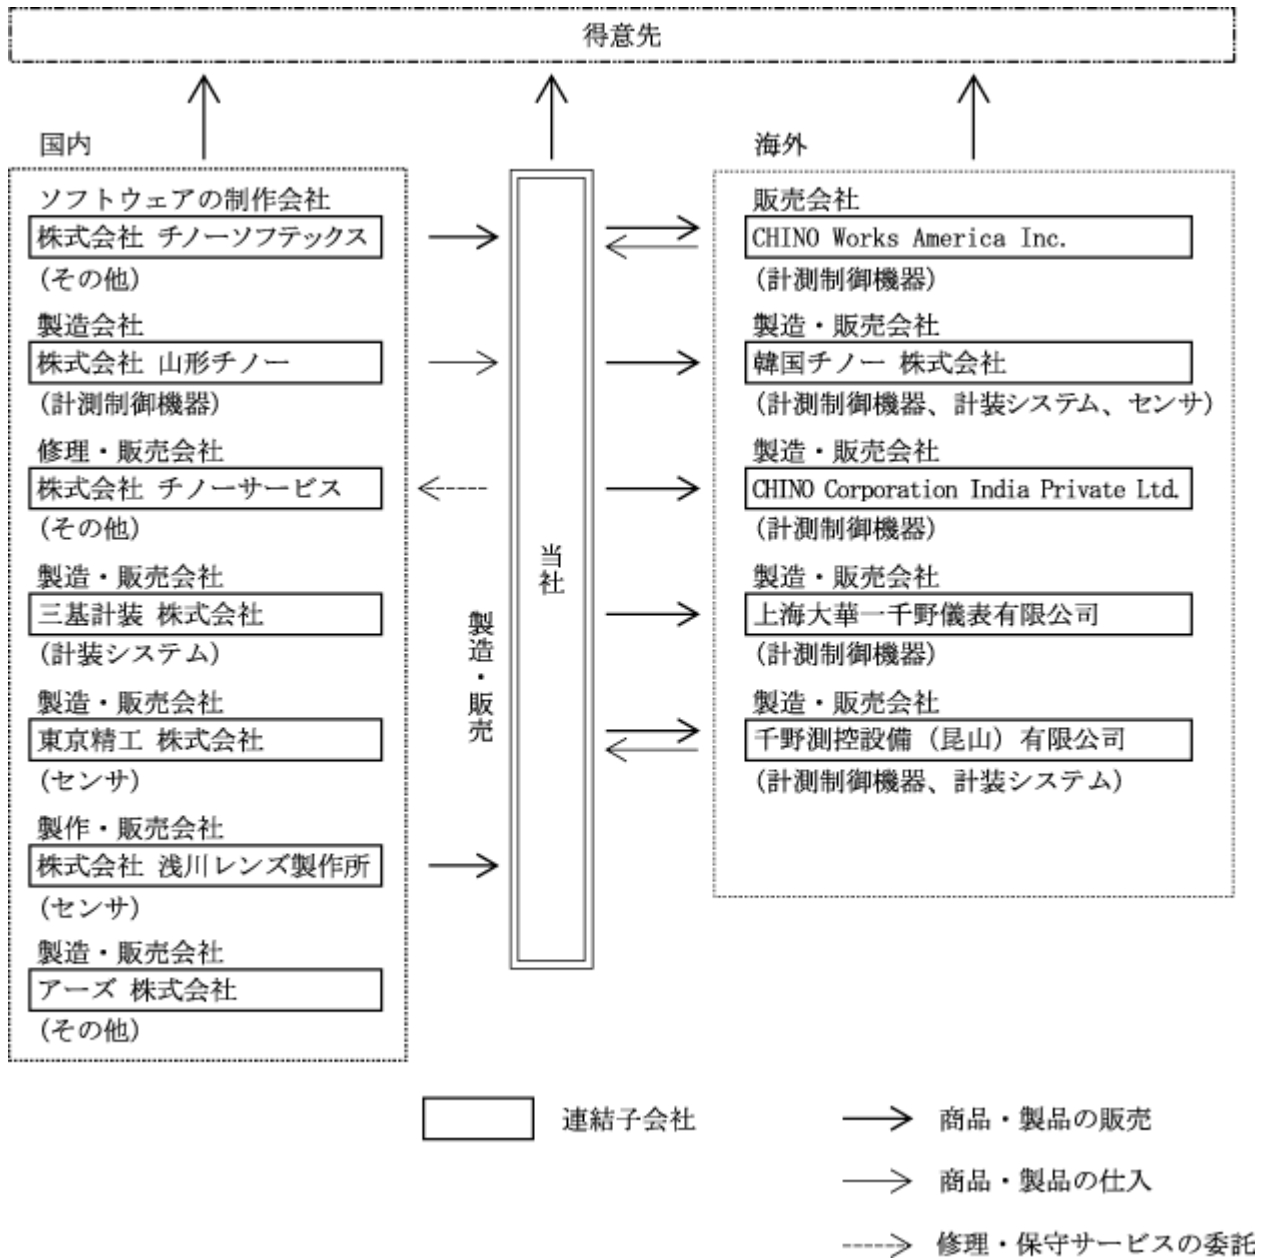 得意先
国内
ソフトウェアの制作会社
株式会社 チノーソフテックス
(その他)
製造会社
株式会社 山形チノー
(計測制御機器)
修理・販売会社
株式会社 チノーサービス
(その他)
製造・販売会社
三基計装 株式会社
(計装システム)
製造・販売会社
東京精工 株式会社
(センサ)
製作・販売会社
株式会社 浅川レンズ製作所
(センサ)
製造・販売会社
アーズ 株式会社
(その他)
製造・販売
当社
海外
販売会社
CHINO Works America Inc.
(計測制御機器)
製造・販売会社
韓国チノー 株式会社
(計測制御機器、計装システム、センサ)
製造・販売会社
CHINO Corporation India Private Ltd.
(計測制御機器)
製造・販売会社
上海大華一千野儀表有限公司
(計測制御機器)
製造・販売会社
千野測控設備（昆山）有限公司
(計測制御機器、計装システム)
連結子会社
商品・製品の販売
商品・製品の仕入
修理・保守サービスの委託